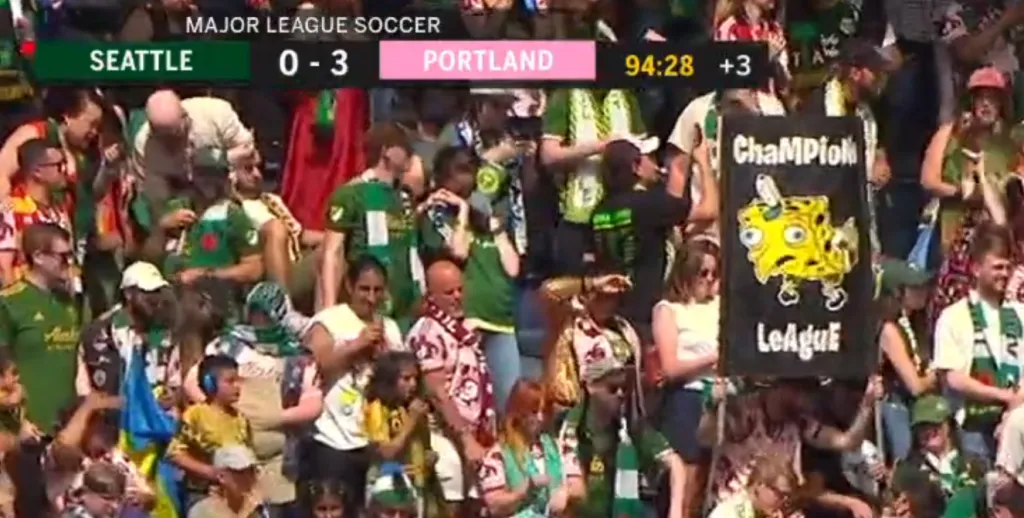 MAJOR LEAGUE SOCCER
SEATTLE 0 - 3 PORTLAND 94:28 +3
ChaMPioN
LeAgUE